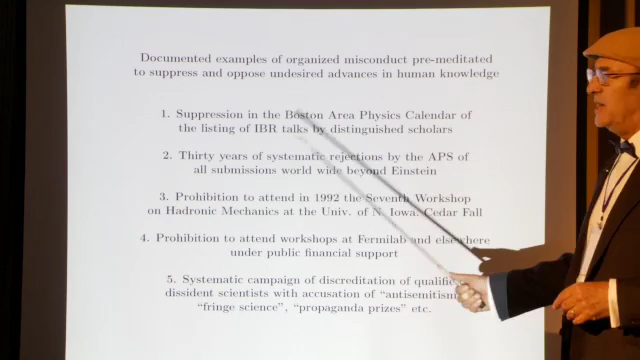 Documented examples of organized misconduct pre-meditated
to suppress and oppose undesired advances in human knowledge
1. Suppression in the Boston Area Physics Calendar of
the listing of IBR talks by distinguished scholars
2. Thirty years of systematic rejections by the APS of
all submissions world wide beyond Einstein
3. Prohibition to attend in 1992 the Seventh Workshop
on Hadronic Mechanics at the Univ. of N. Iowa, Cedar Fall
4. Prohibition to attend workshops at Fermilab and elsewhere
under public financial support
5. Systematic campaign of discreditation of qualified
dissident scientists with accusation of "antisemitism
"fringe science", "propaganda prizes" etc.